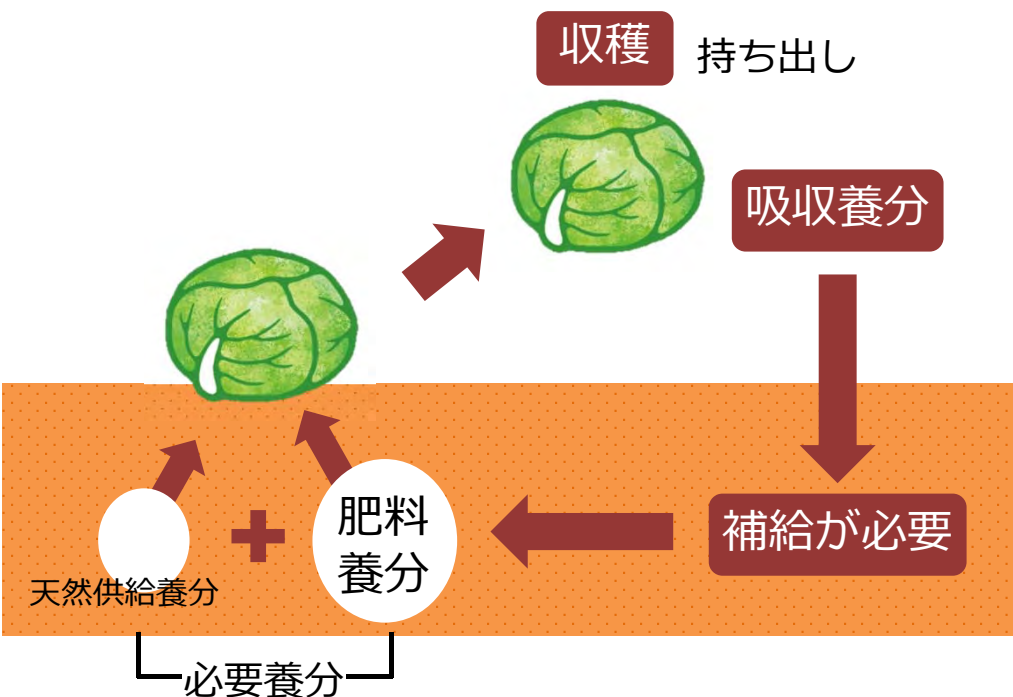 収穫 持ち出し
吸収養分
肥料
養分
補給が必要
天然供給養分
必要養分